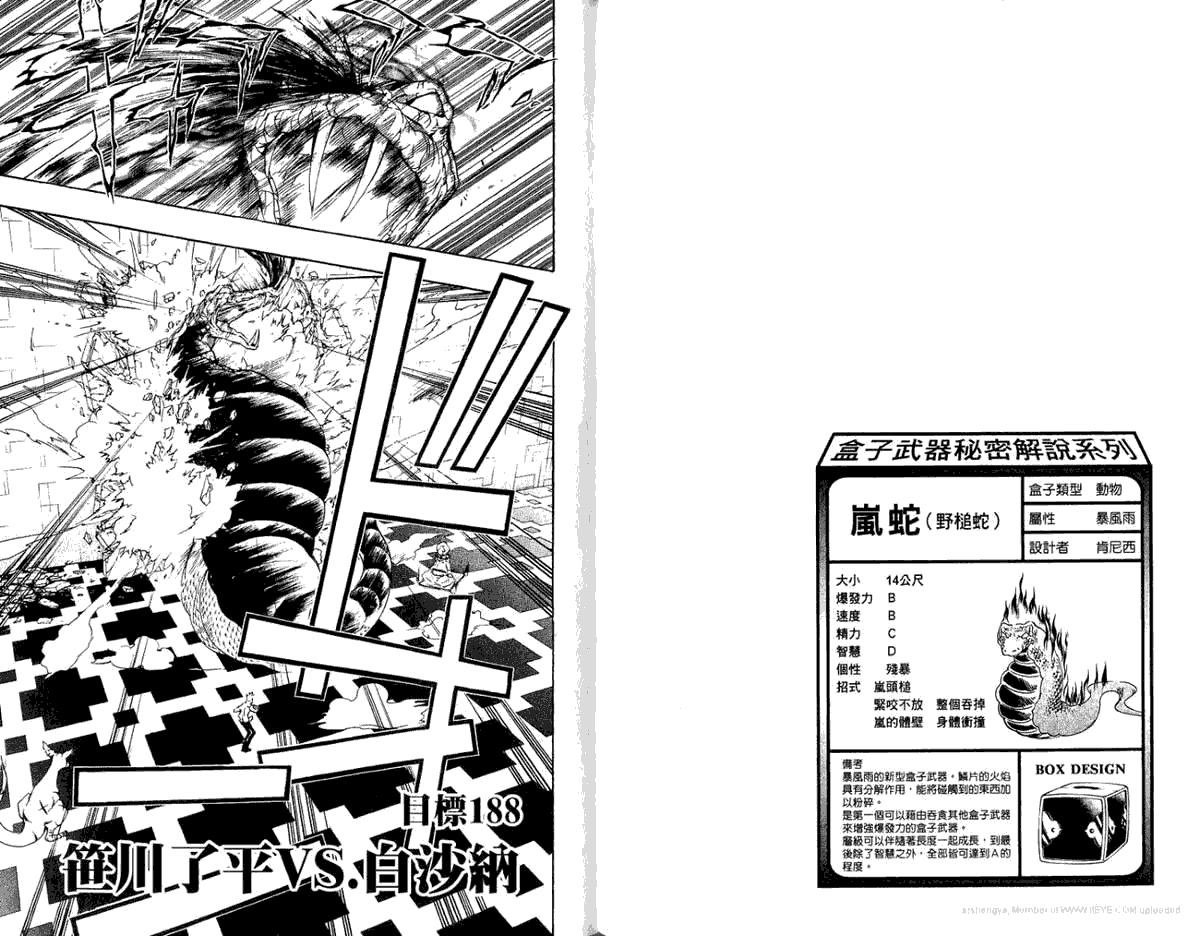 盒子武器秘密解說系列
嵐蛇（野槌蛇）
盒子類型 動物
屬性 暴風雨
設計者 肯尼西
大小 14公尺
爆發力 B
速度 B
精力 C
智慧 D
個性 殘暴
招式 嵐頭槌
緊咬不放 整個吞掉
嵐的體壁 身體衝撞
備考
暴風雨的新型盒子武器。鱗片的火焰
具有分解作用，能將碰觸到的東西加
以粉碎。
是第一個可以藉由吞食其他盒子武器
來增強爆發力的盒子武器。
層級可以伴隨著長度一起成長，到最
後除了智慧之外，全部皆可達到A的
程度。
BOX DESIGN
目標188
笹川了平VS.白沙納